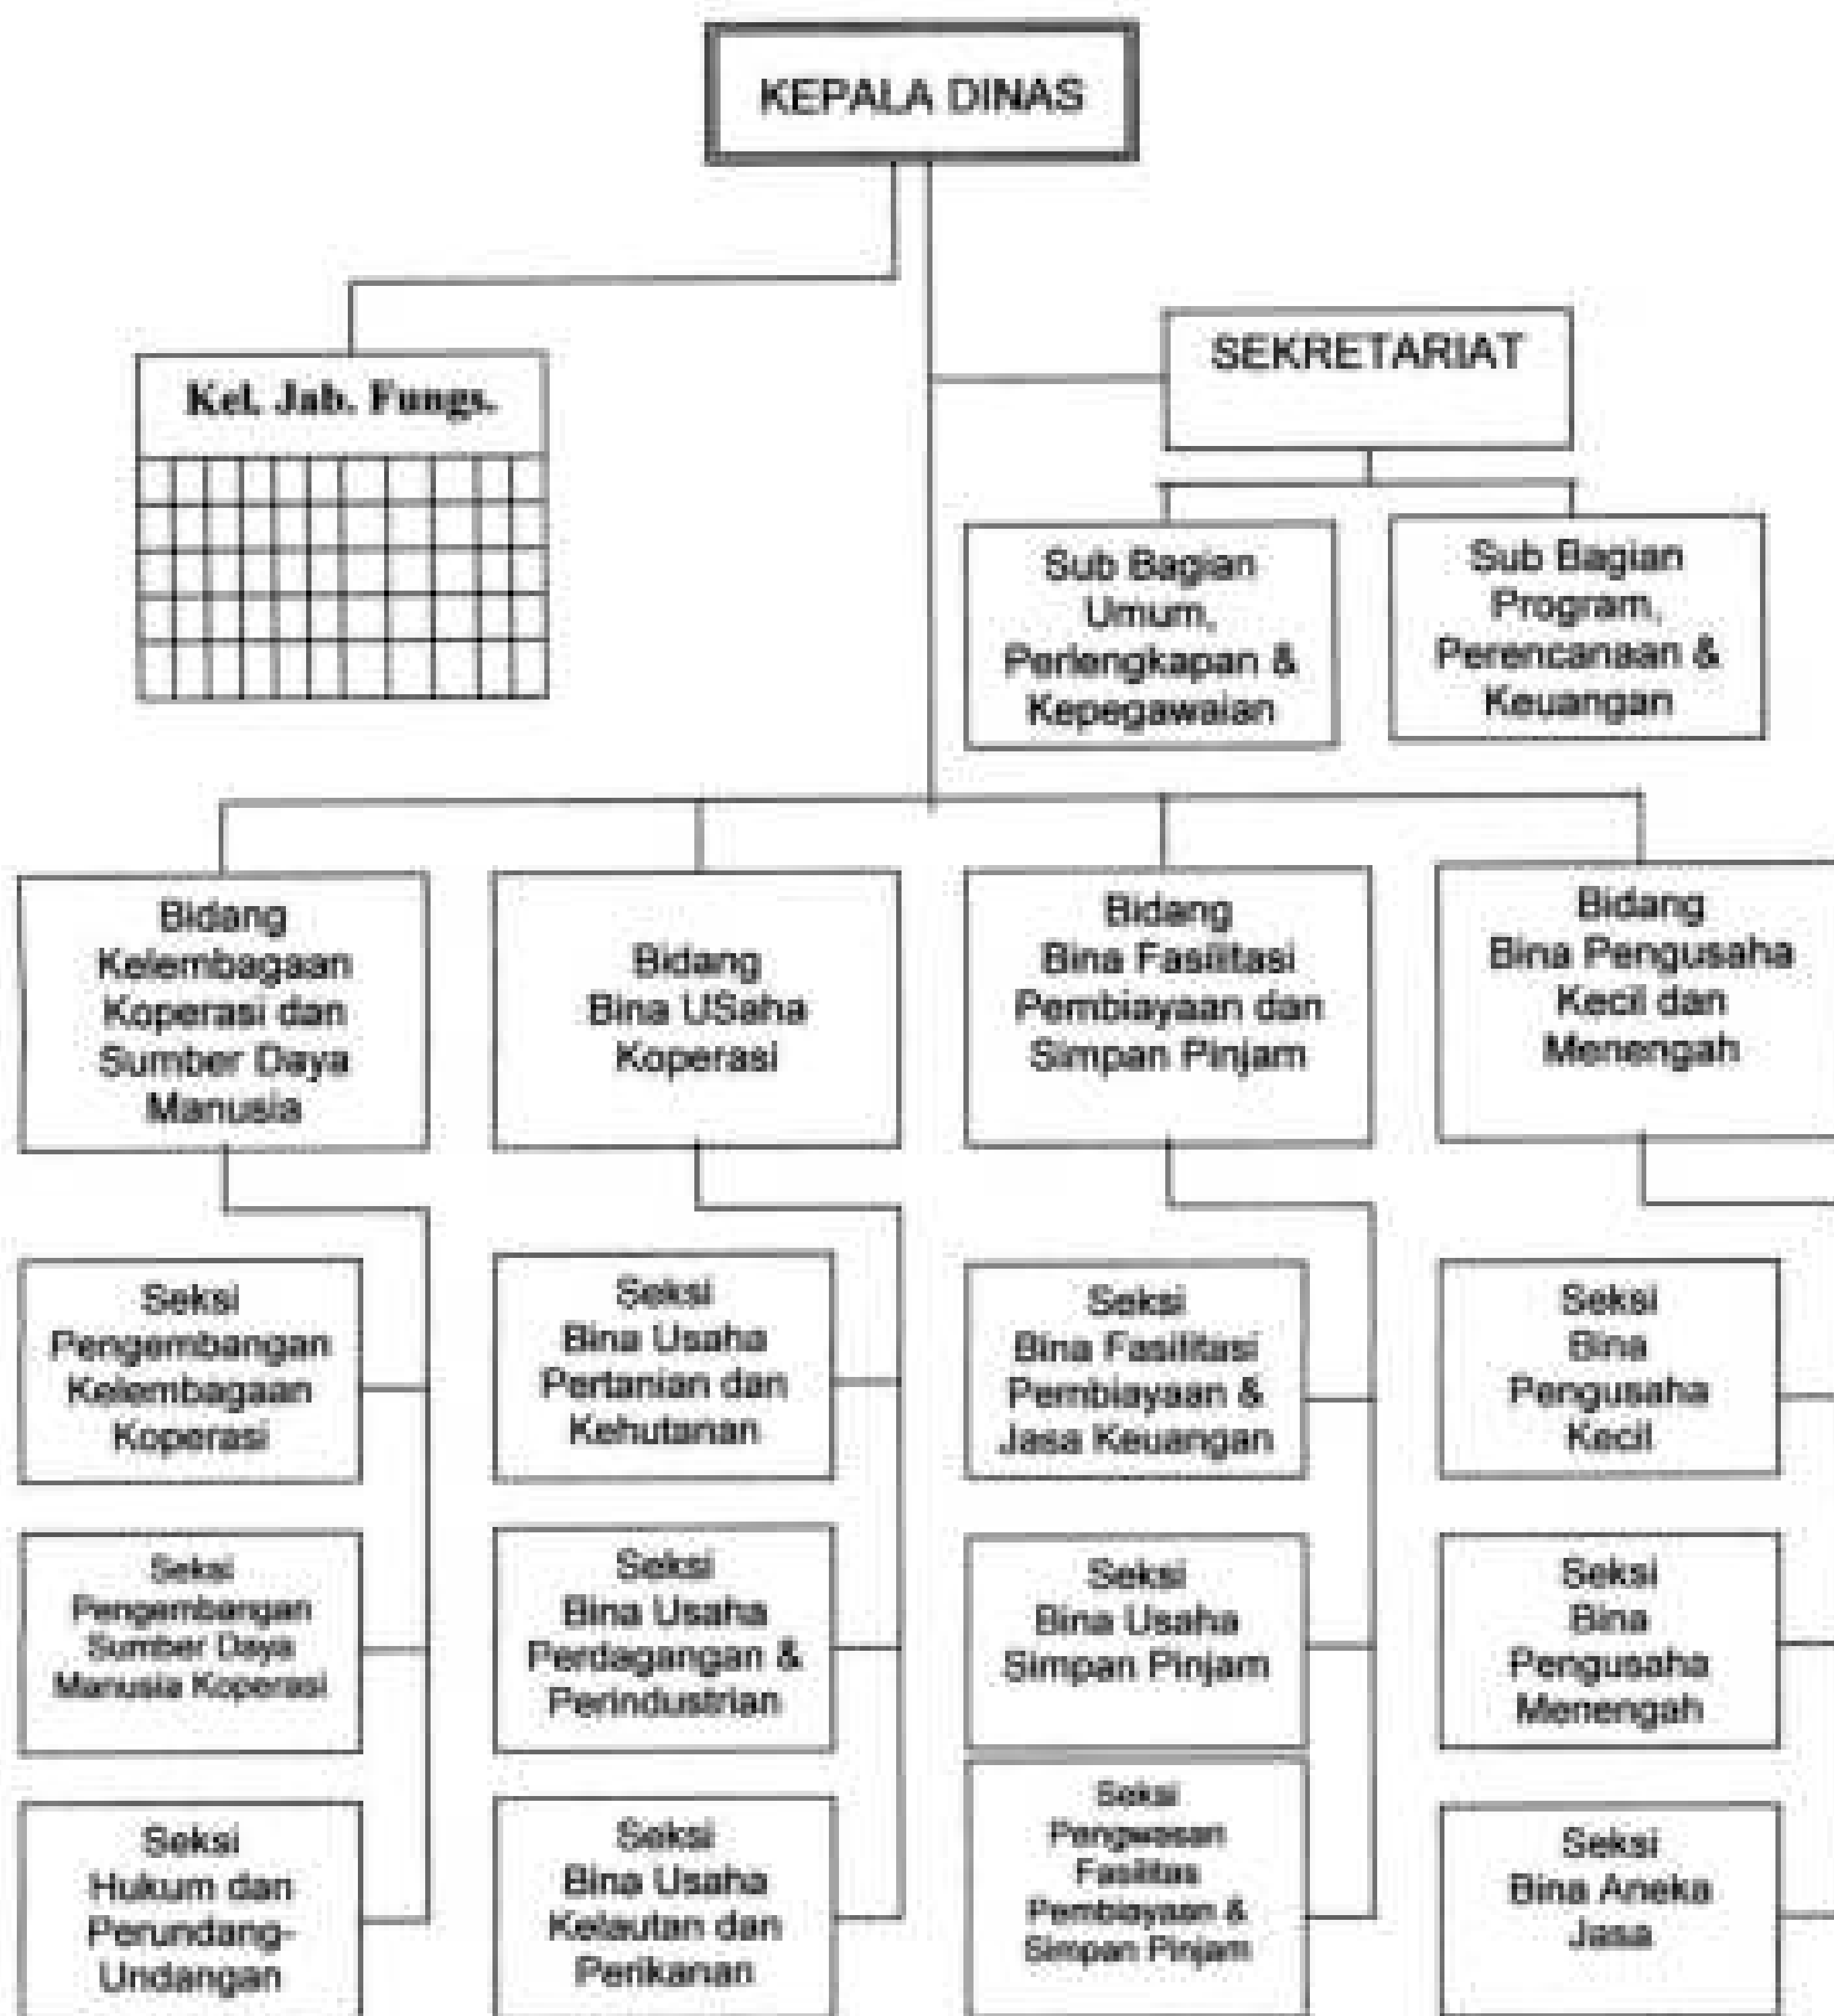 KEPALA DINAS
SEKRETARIAT
Kel. Jab. Fungs.
Sub Bagian
Umum,
Perlengkapan &
Kepegawaian
Sub Bagian
Program,
Perencanaan &
Keuangan
Bidang
Kelembagaan
Koperasi dan
Sumber Daya
Manusia
Bidang
Bina USaha
Koperasi
Bidang
Bina Fasilitasi
Pembiayaan dan
Simpan Pinjam
Bidang
Bina Pengusaha
Kecil dan
Menengah
Seksi
Pengembangan
Kelembagaan
Koperasi
Seksi
Bina Usaha
Pertanian dan
Kehutanan
Seksi
Bina Fasilitasi
Pembiayaan &
Jasa Keuangan
Seksi
Bina
Pengusaha
Kecil
Seksi
Pengembangan
Sumber Daya
Manusia Koperasi
Seksi
Bina Usaha
Perdagangan &
Perindustrian
Seksi
Bina Usaha
Simpan Pinjam
Seksi
Bina
Pengusaha
Menengah
Seksi
Hukum dan
Perundang-
Undangan
Seksi
Bina Usaha
Kelautan dan
Perikanan
Seksi
Pengwasan
Fasilitas
Pembiayaan &
Simpan Pinjam
Seksi
Bina Aneka
Jasa